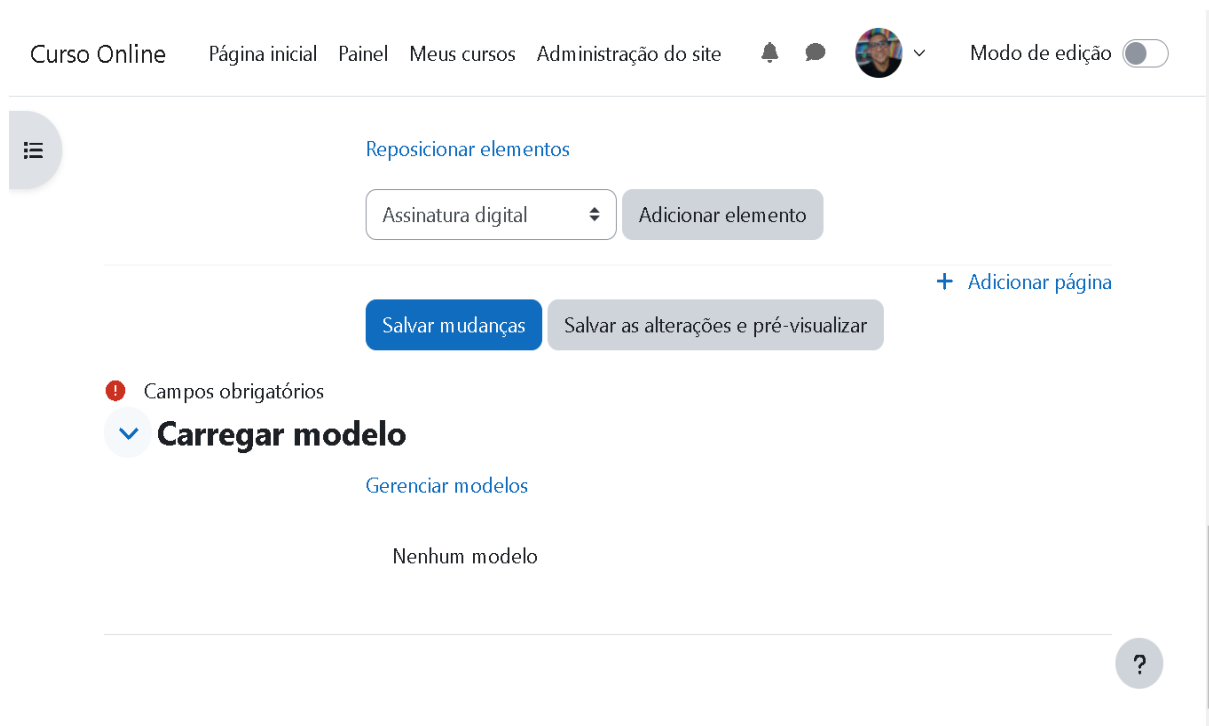 Curso Online Página inicial Painel Meus cursos Administração do site Modo de edição
Reposicionar elementos
Assinatura digital Adicionar elemento
+ Adicionar página
Salvar mudanças Salvar as alterações e pré-visualizar
! Campos obrigatórios
Carregar modelo
Gerenciar modelos
Nenhum modelo
?